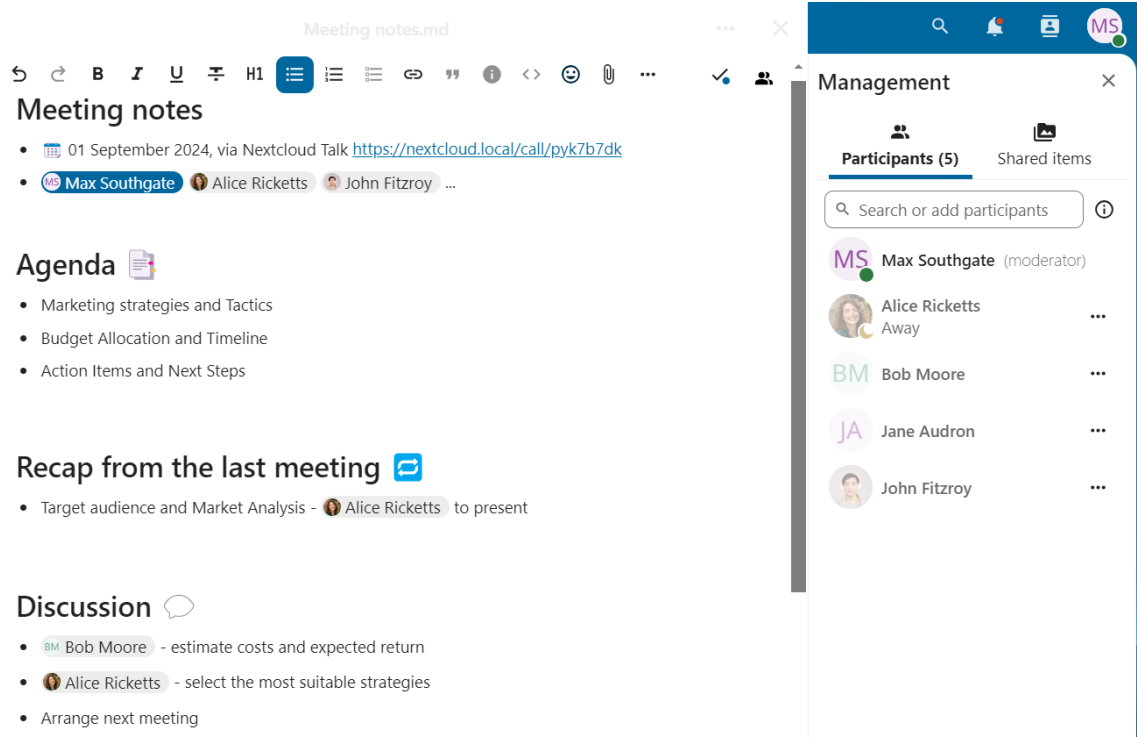 Meeting notes.md
H1
Meeting notes
01 September 2024, via Nextcloud Talk https://nextcloud.local/call/pyk7b7dk
MS Max Southgate Alice Ricketts John Fitzroy ...
Agenda
Marketing strategies and Tactics
Budget Allocation and Timeline
Action Items and Next Steps
Recap from the last meeting
Target audience and Market Analysis - Alice Ricketts to present
Discussion
BM Bob Moore - estimate costs and expected return
Alice Ricketts - select the most suitable strategies
Arrange next meeting
MS
Management
Participants (5) Shared items
Search or add participants
MS Max Southgate (moderator)
Alice Ricketts
Away
BM Bob Moore
JA Jane Audron
John Fitzroy